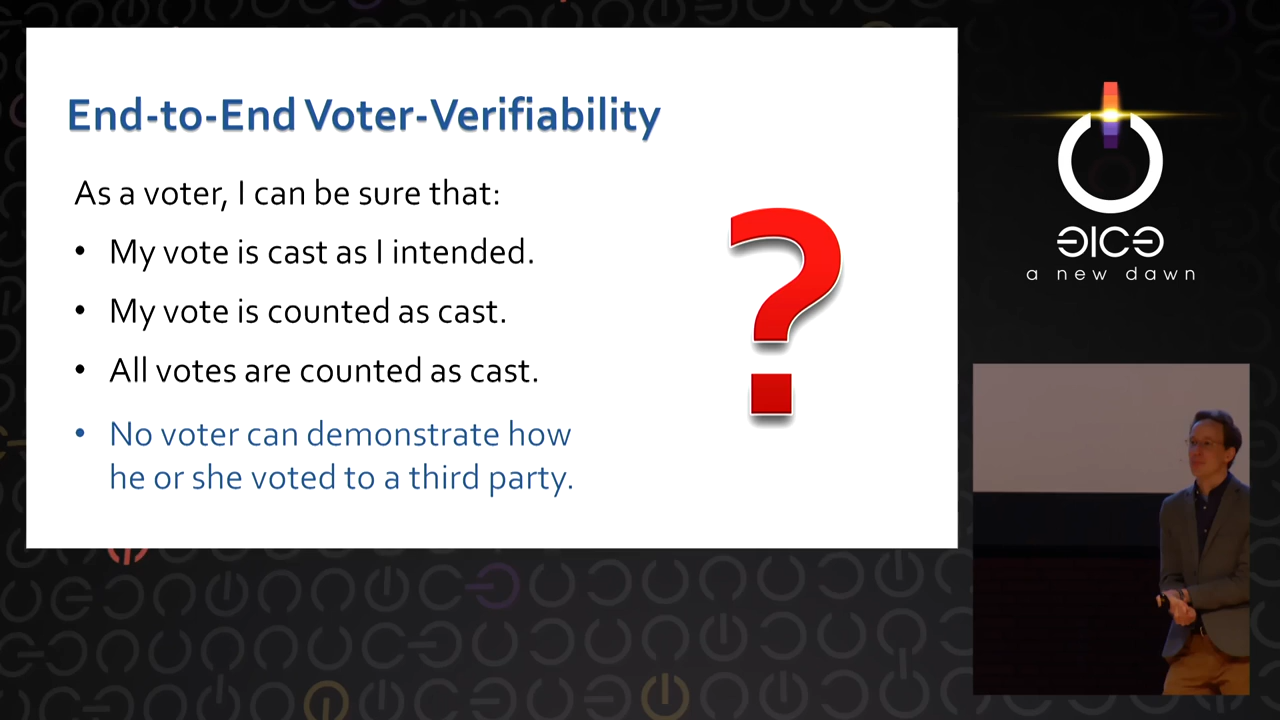 End-to-End Voter-Verifiability
As a voter, I can be sure that:
• My vote is cast as I intended.
• My vote is counted as cast.
• All votes are counted as cast.
• No voter can demonstrate how
he or she voted to a third party.
?
a new dawn